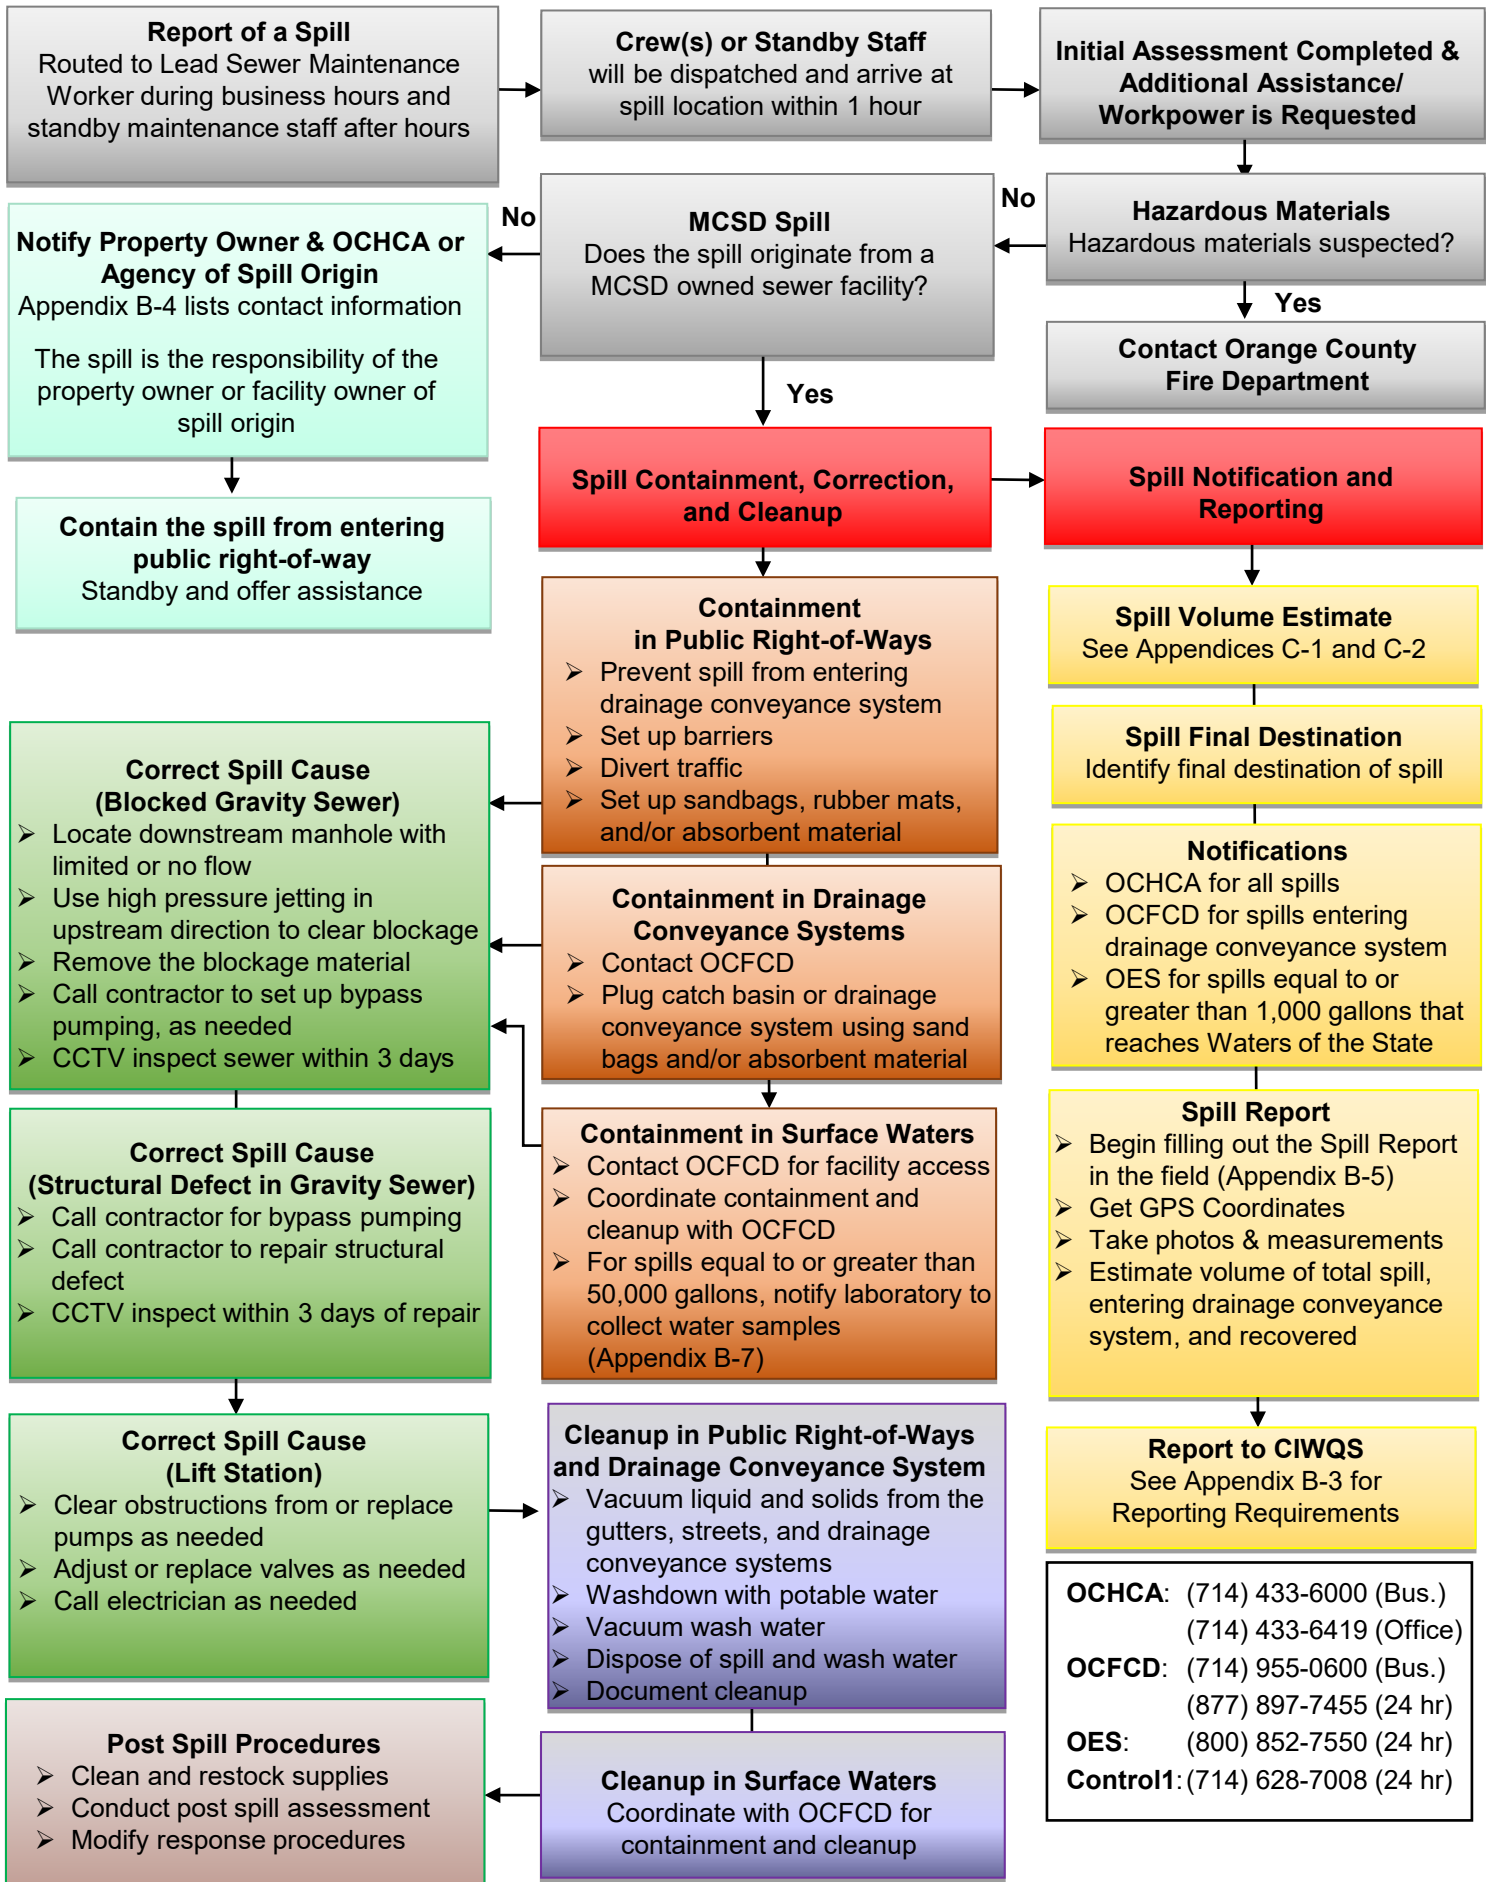 Report of a Spill
Routed to Lead Sewer Maintenance
Worker during business hours and
standby maintenance staff after hours
Crew(s) or Standby Staff
will be dispatched and arrive at
spill location within 1 hour
Initial Assessment Completed &
Additional Assistance/
Workpower is Requested
Hazardous Materials
Hazardous materials suspected?
No
Yes
Contact Orange County
Fire Department
MCSD Spill
Does the spill originate from a
MCSD owned sewer facility?
No
Yes
Notify Property Owner & OCHCA or
Agency of Spill Origin
Appendix B-4 lists contact information
The spill is the responsibility of the
property owner or facility owner of
spill origin
Contain the spill from entering
public right-of-way
Standby and offer assistance
Spill Containment, Correction,
and Cleanup
Spill Notification and
Reporting
Containment
in Public Right-of-Ways
➢ Prevent spill from entering
drainage conveyance system
➢ Set up barriers
➢ Divert traffic
➢ Set up sandbags, rubber mats,
and/or absorbent material
Containment in Drainage
Conveyance Systems
➢ Contact OCFCD
➢ Plug catch basin or drainage
conveyance system using sand
bags and/or absorbent material
Containment in Surface Waters
➢ Contact OCFCD for facility access
➢ Coordinate containment and
cleanup with OCFCD
➢ For spills equal to or greater than
50,000 gallons, notify laboratory to
collect water samples
(Appendix B-7)
Correct Spill Cause
(Blocked Gravity Sewer)
➢ Locate downstream manhole with
limited or no flow
➢ Use high pressure jetting in
upstream direction to clear blockage
➢ Remove the blockage material
➢ Call contractor to set up bypass
pumping, as needed
➢ CCTV inspect sewer within 3 days
Correct Spill Cause
(Structural Defect in Gravity Sewer)
➢ Call contractor for bypass pumping
➢ Call contractor to repair structural
defect
➢ CCTV inspect within 3 days of repair
Correct Spill Cause
(Lift Station)
➢ Clear obstructions from or replace
pumps as needed
➢ Adjust or replace valves as needed
➢ Call electrician as needed
Cleanup in Public Right-of-Ways
and Drainage Conveyance System
➢ Vacuum liquid and solids from the
gutters, streets, and drainage
conveyance systems
➢ Washdown with potable water
➢ Vacuum wash water
➢ Dispose of spill and wash water
➢ Document cleanup
Cleanup in Surface Waters
Coordinate with OCFCD for
containment and cleanup
Post Spill Procedures
➢ Clean and restock supplies
➢ Conduct post spill assessment
➢ Modify response procedures
Spill Volume Estimate
See Appendices C-1 and C-2
Spill Final Destination
Identify final destination of spill
Notifications
➢ OCHCA for all spills
➢ OCFCD for spills entering
drainage conveyance system
➢ OES for spills equal to or
greater than 1,000 gallons that
reaches Waters of the State
Spill Report
➢ Begin filling out the Spill Report
in the field (Appendix B-5)
➢ Get GPS Coordinates
➢ Take photos & measurements
➢ Estimate volume of total spill,
entering drainage conveyance
system, and recovered
Report to CIWQS
See Appendix B-3 for
Reporting Requirements
OCHCA: (714) 433-6000 (Bus.)
(714) 433-6419 (Office)
OCFCD: (714) 955-0600 (Bus.)
(877) 897-7455 (24 hr)
OES: (800) 852-7550 (24 hr)
Control1: (714) 628-7008 (24 hr)